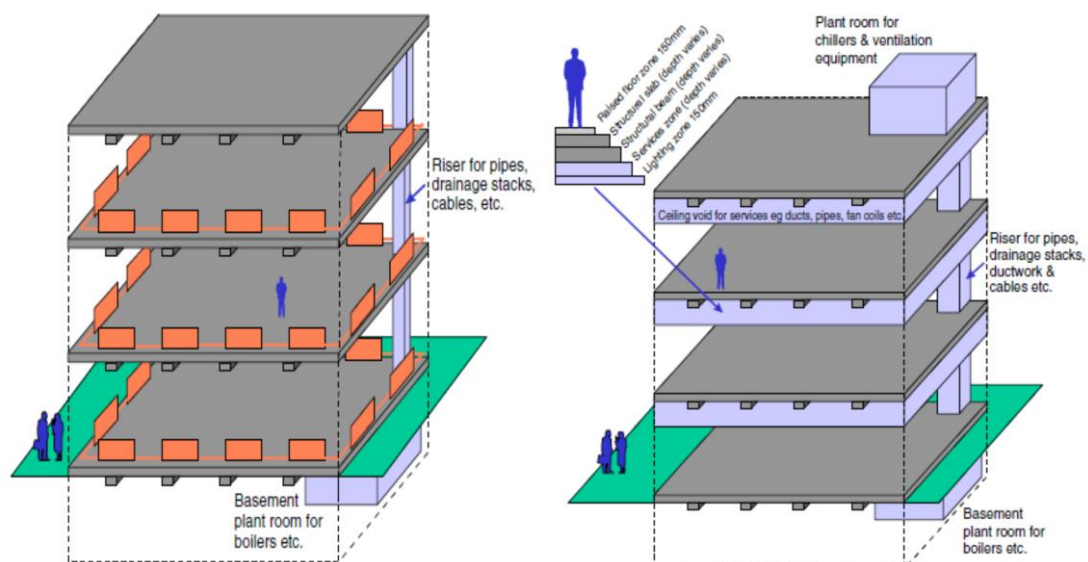 Riser for pipes,
drainage stacks,
cables, etc.
Basement
plant room for
boilers etc.
Plant room for
chillers & ventilation
equipment
Raised floor zone 150mm
Structural slab (depth varies)
Structural beam (depth varies)
Services zone (depth varies)
Lighting zone 150mm
Ceiling void for services eg ducts, pipes, fan coils etc.
Riser for pipes,
drainage stacks,
ductwork &
cables etc.
Basement
plant room for
boilers etc.